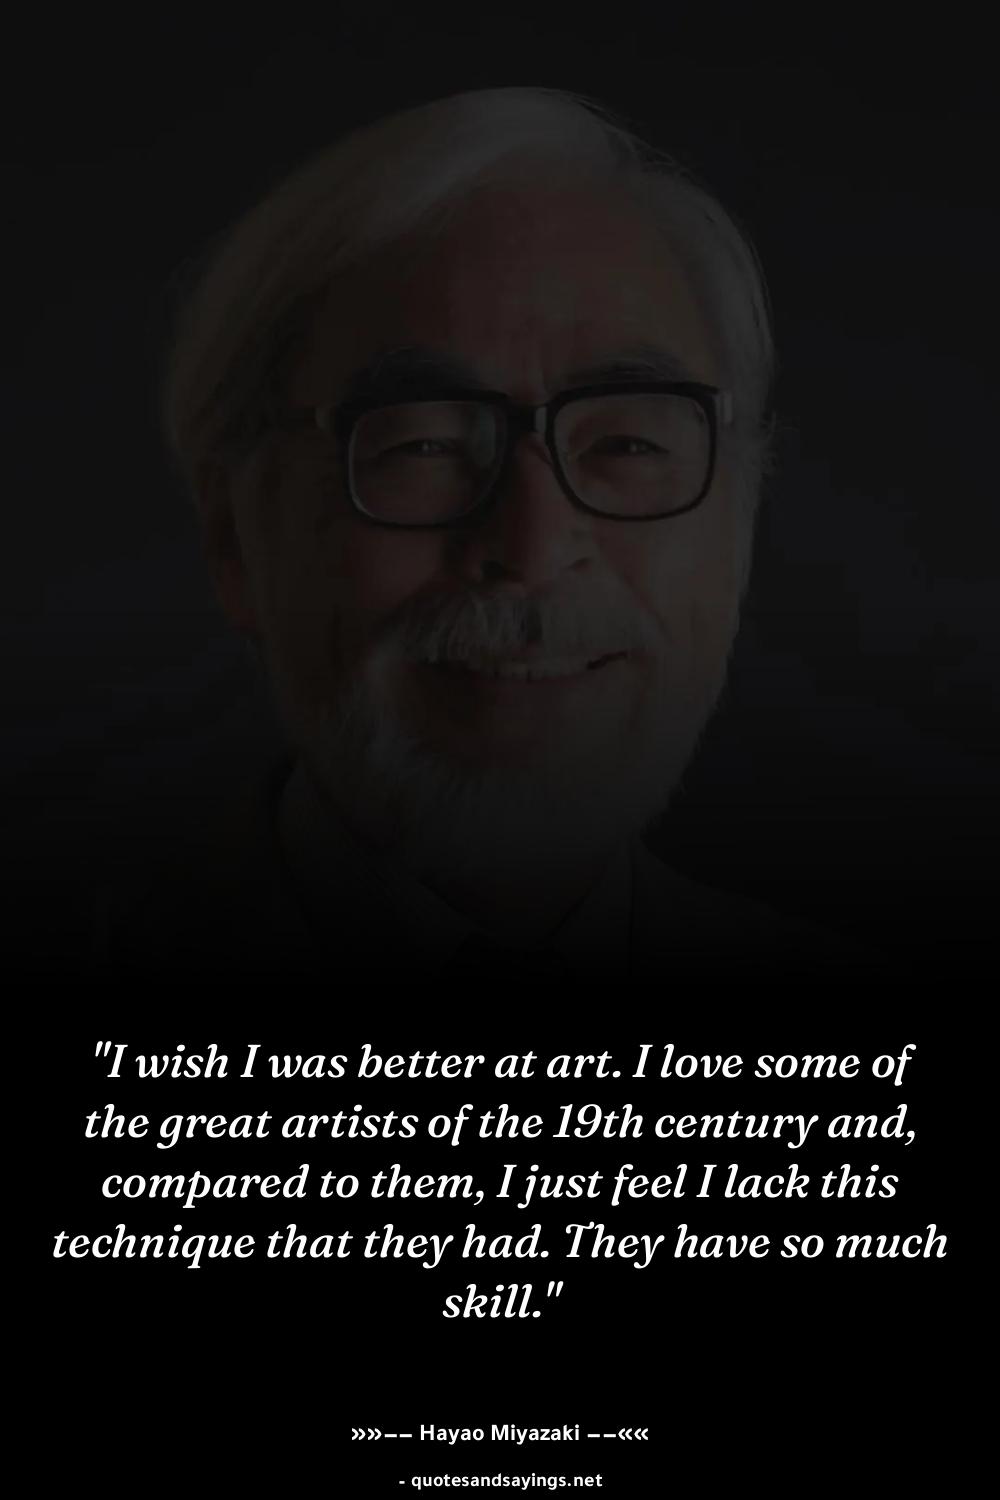 "I wish I was better at art. I love some of
the great artists of the 19th century and,
compared to them, I just feel I lack this
technique that they had. They have so much
skill."
»»−− Hayao Miyazaki −−««
- quotesandsayings.net